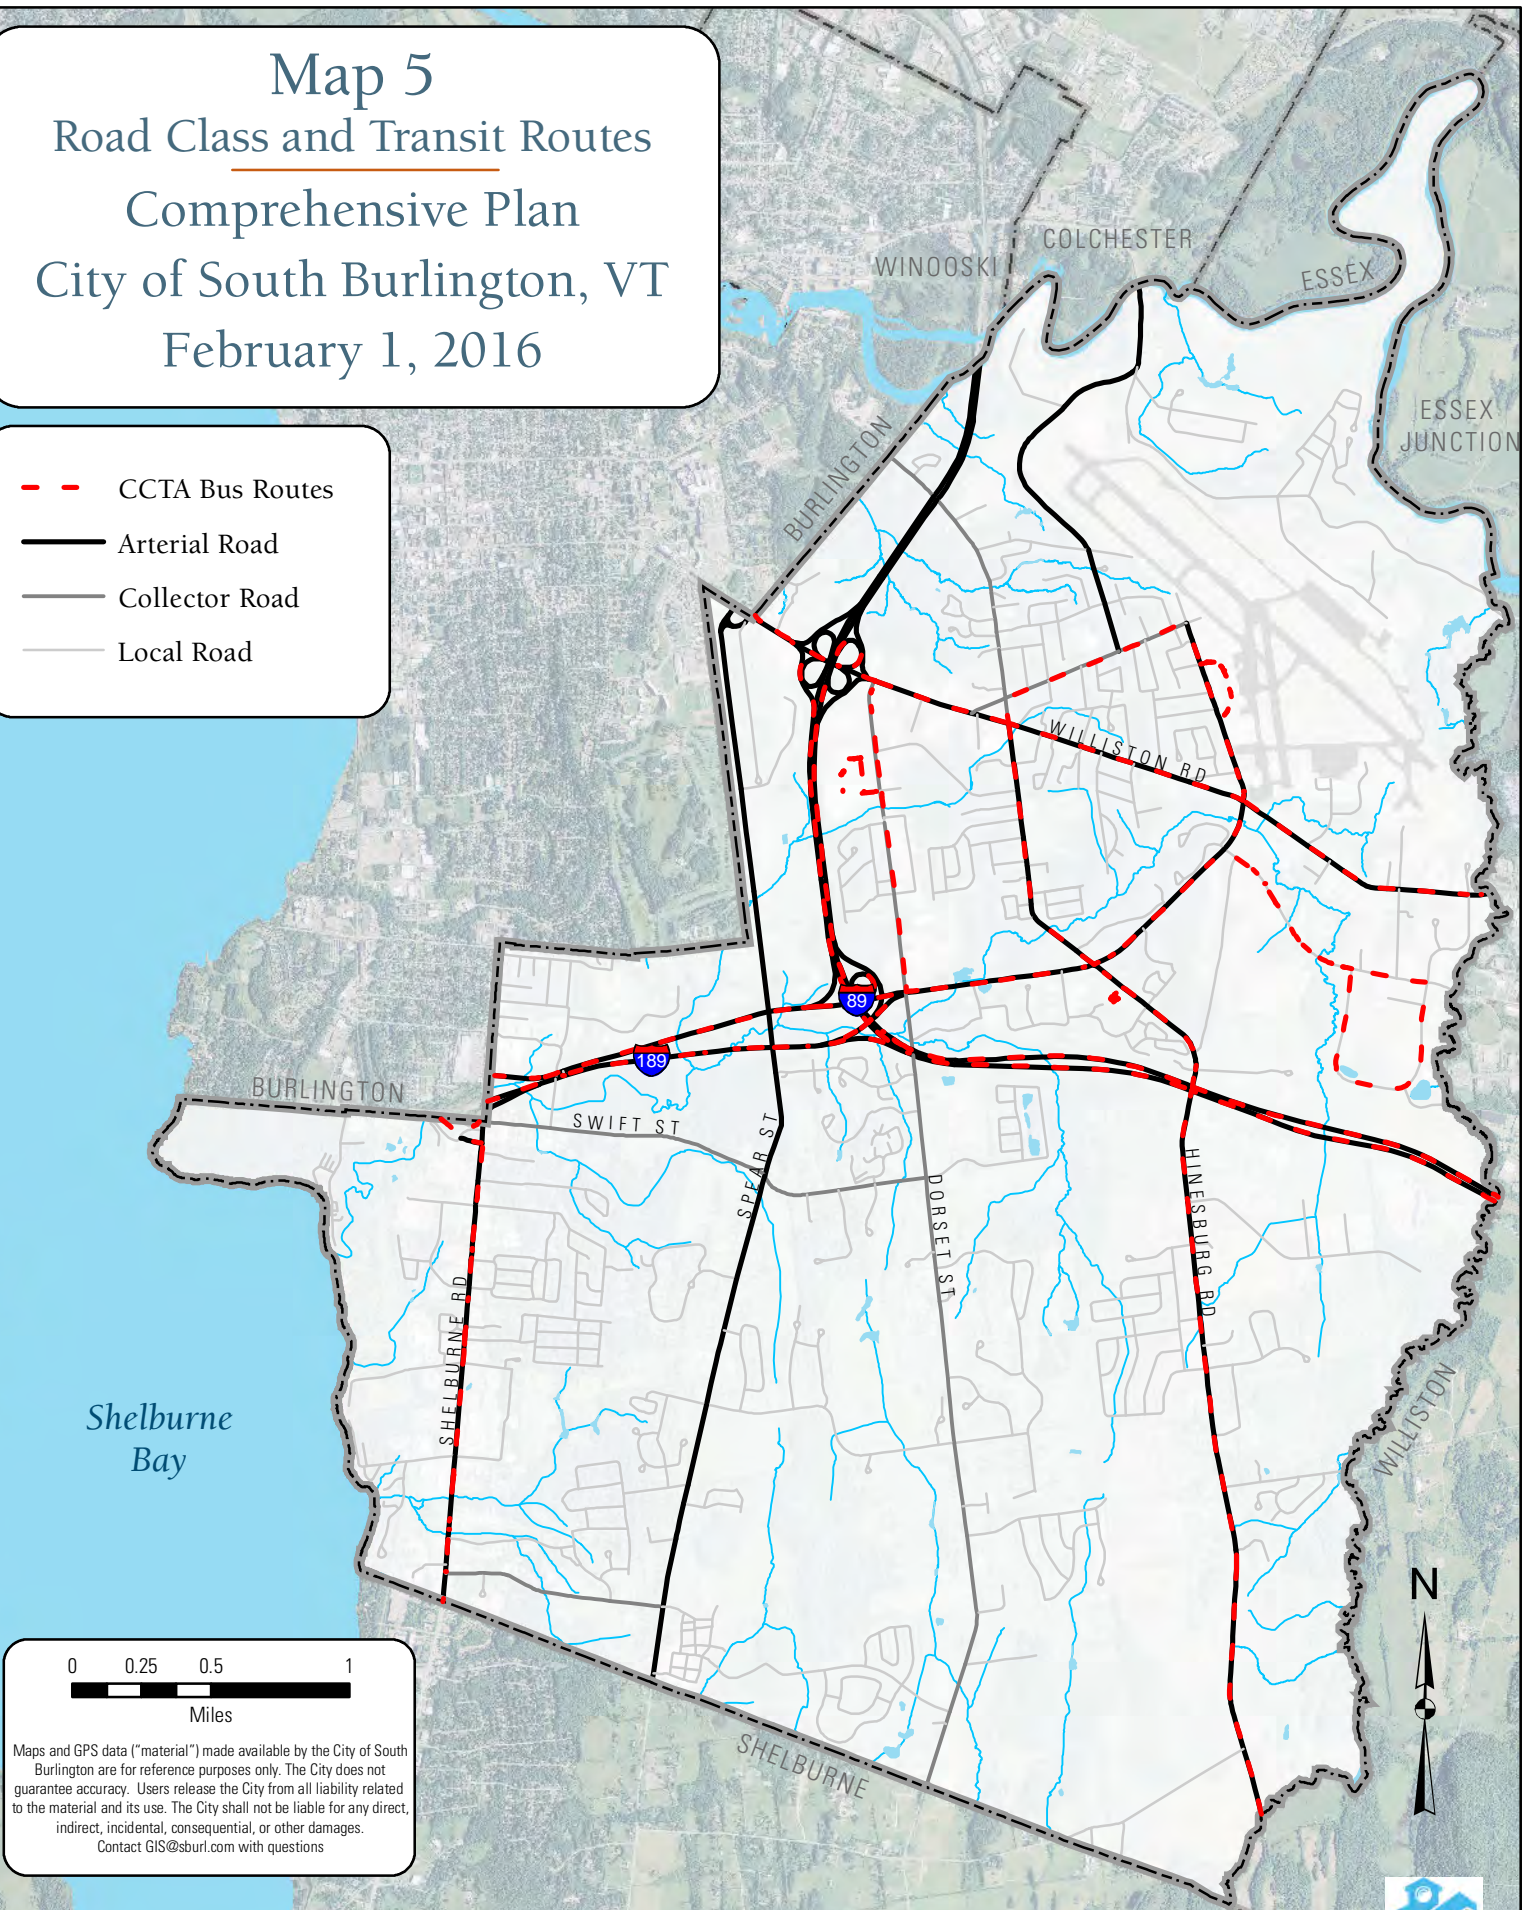 Map 5
Road Class and Transit Routes
Comprehensive Plan
City of South Burlington, VT
February 1, 2016
CCTA Bus Routes
Arterial Road
Collector Road
Local Road
COLCHESTER
WINOOSKI
ESSEX
ESSEX
JUNCTION
BURLINGTON
WILLISTON RD
89
189
BURLINGTON
SWIFT ST
SPEAR ST
DORSET ST
HINESBURG RD
SHELBURNE RD
Shelburne
Bay
WILLISTON
SHELBURNE
N
0 0.25 0.5 1
Miles
Maps and GPS data ("material") made available by the City of South
Burlington are for reference purposes only. The City does not
guarantee accuracy. Users release the City from all liability related
to the material and its use. The City shall not be liable for any direct,
indirect, incidental, consequential, or other damages.
Contact GIS@sburl.com with questions